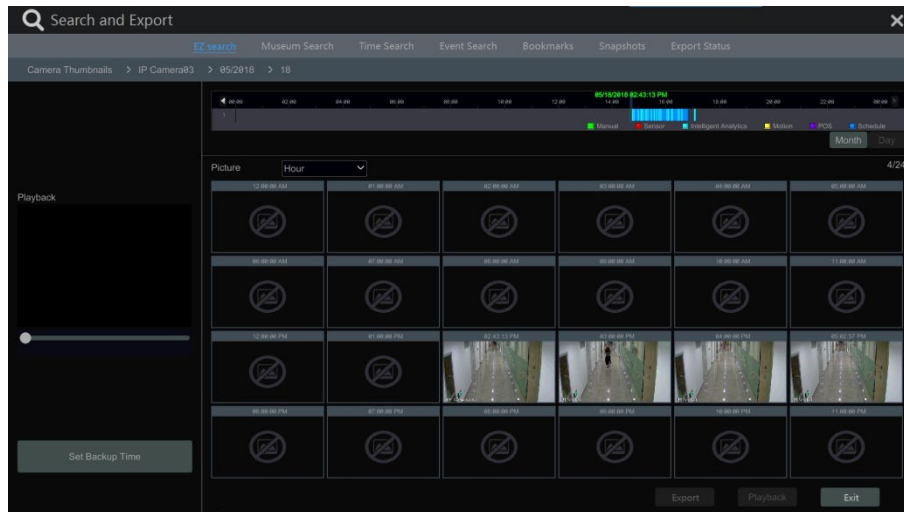 Search and Export
EZ search Museum Search Time Search Event Search Bookmarks Snapshots Export Status
Camera Thumbnails > IP Camera03 > 05/2018 > 18
05/18/2018 02:43:13 PM
00:00 02:00 04:00 06:00 08:00 10:00 12:00 14:00 16:00 18:00 20:00 22:00 00:00
1
Manual Sensor Intelligent Analytics Motion POS Schedule
Month Day
Picture Hour 4/24
Playback
12:00:00 AM 01:00:00 AM 02:00:00 AM 03:00:00 AM 04:00:00 AM 05:00:00 AM
06:00:00 AM 07:00:00 AM 08:00:00 AM 09:00:00 AM 10:00:00 AM 11:00:00 AM
12:00:00 PM 01:00:00 PM 02:43:13 PM 03:00:00 PM 04:00:00 PM 05:02:57 PM
06:00:00 PM 07:00:00 PM 08:00:00 PM 09:00:00 PM 10:00:00 PM 11:00:00 PM
Set Backup Time
Export Playback Exit